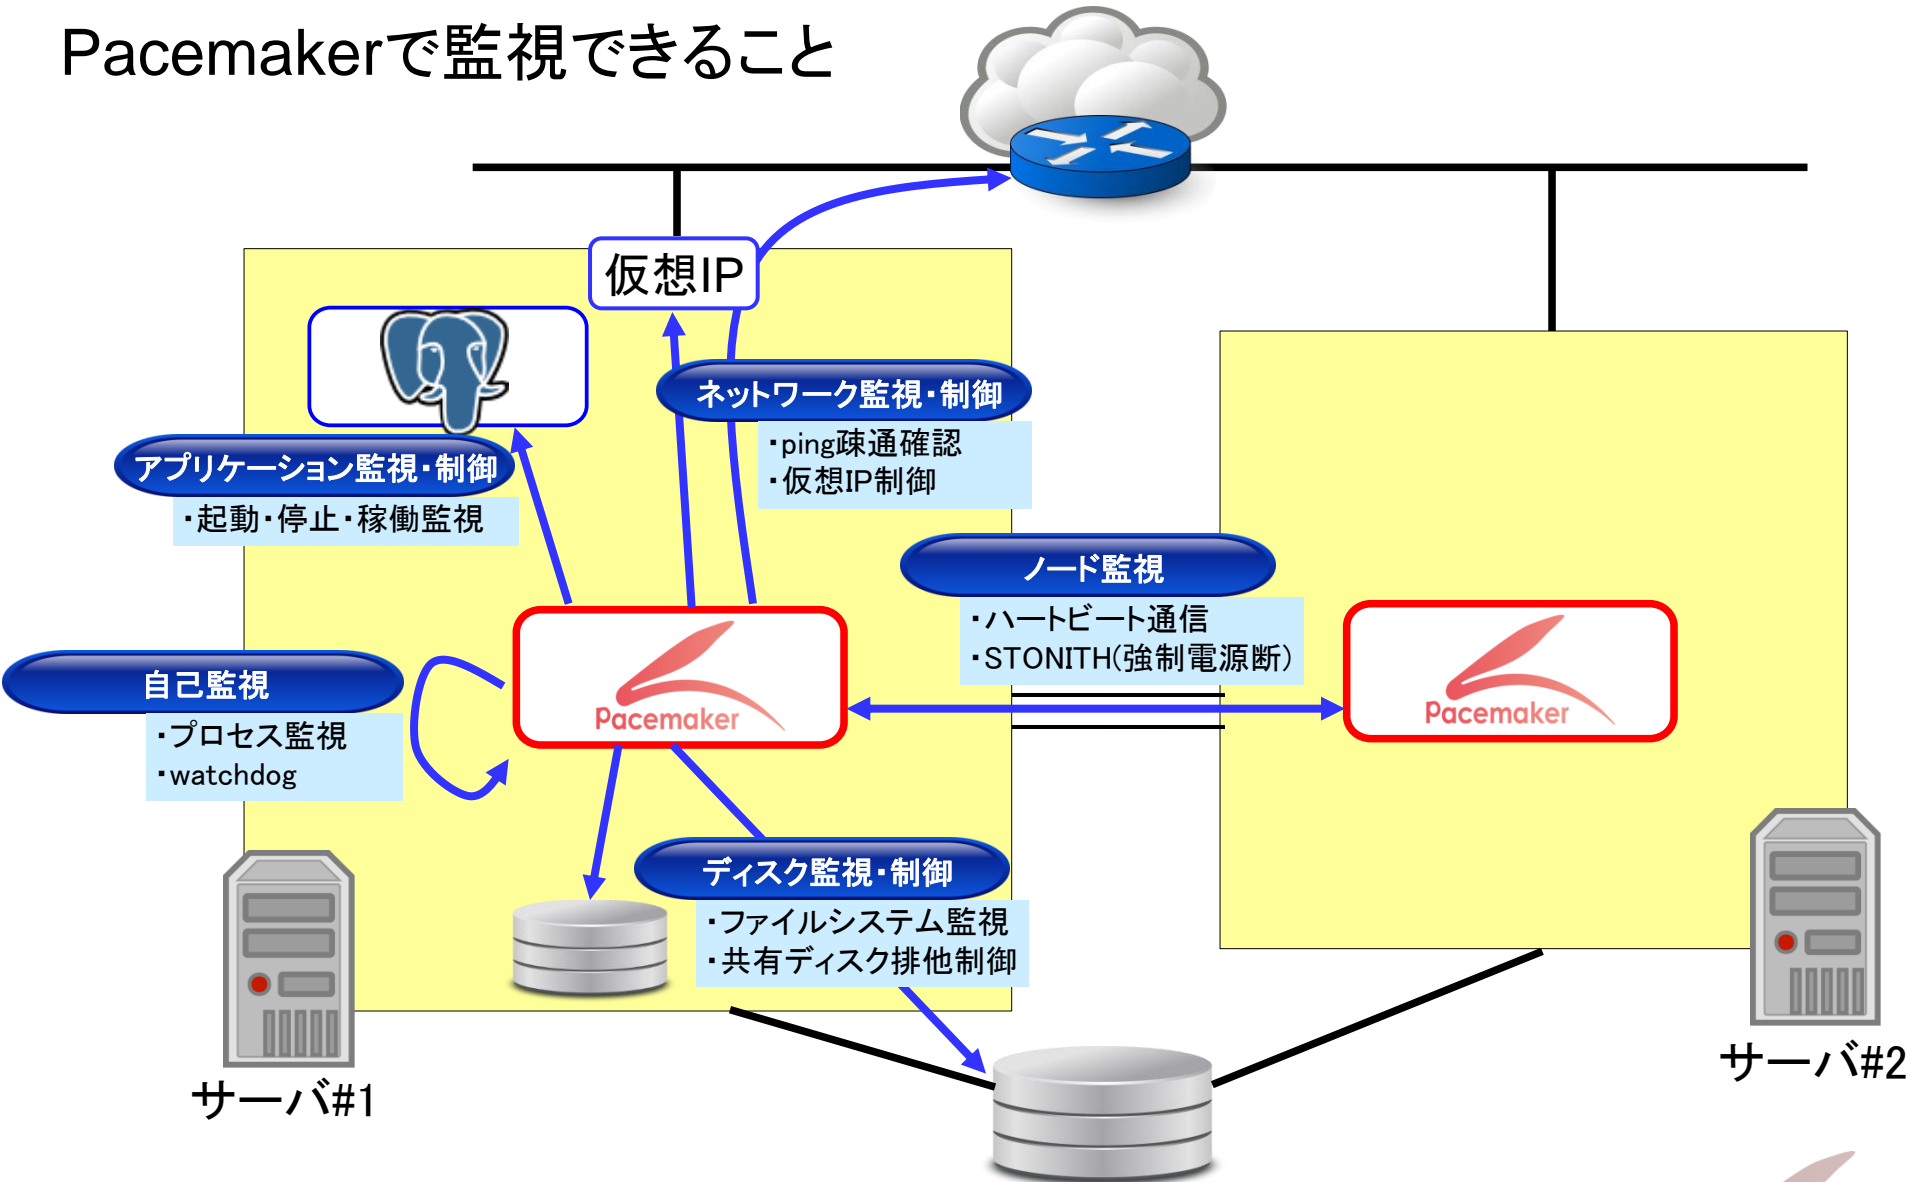 Pacemakerで監視できること
仮想IP
ネットワーク監視・制御
・ping疎通確認
・仮想IP制御
アプリケーション監視・制御
・起動・停止・稼働監視
ノード監視
・ハートビート通信
・STONITH(強制電源断)
自己監視
・プロセス監視
・watchdog
Pacemaker
Pacemaker
ディスク監視・制御
・ファイルシステム監視
・共有ディスク排他制御
サーバ#1
サーバ#2